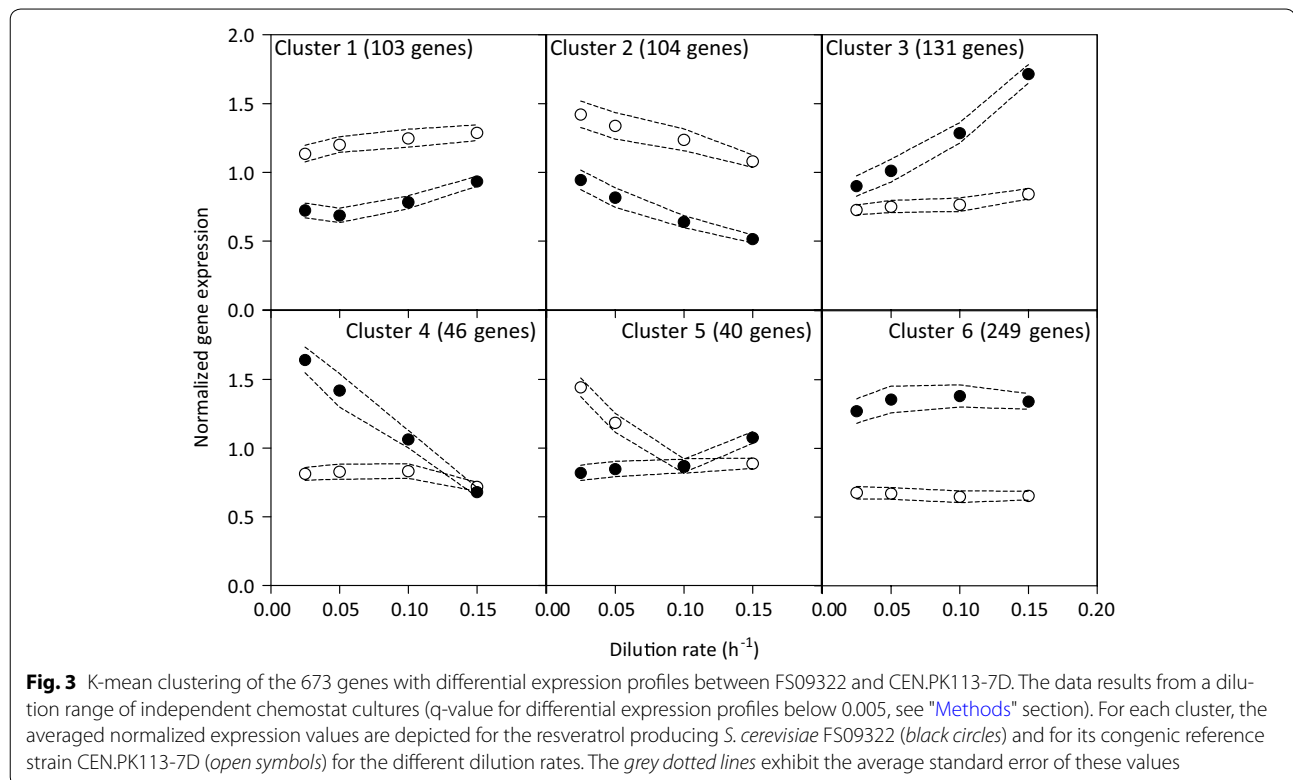 2.0
Cluster 1 (103 genes)
Cluster 2 (104 genes)
Cluster 3 (131 genes)
1.5
1.0
0.5
0.0
Normalized gene expression
Cluster 4 (46 genes)
Cluster 5 (40 genes)
Cluster 6 (249 genes)
1.5
1.0
0.5
0.0
0.00 0.05 0.10 0.15
0.00 0.05 0.10 0.15
0.00 0.05 0.10 0.15 0.20
Dilution rate (h-1)
Fig. 3 K-mean clustering of the 673 genes with differential expression profiles between FS09322 and CEN.PK113-7D. The data results from a dilu-
tion range of independent chemostat cultures (q-value for differential expression profiles below 0.005, see "Methods" section). For each cluster, the
averaged normalized expression values are depicted for the resveratrol producing S. cerevisiae FS09322 (black circles) and for its congenic reference
strain CEN.PK113-7D (open symbols) for the different dilution rates. The grey dotted lines exhibit the average standard error of these values